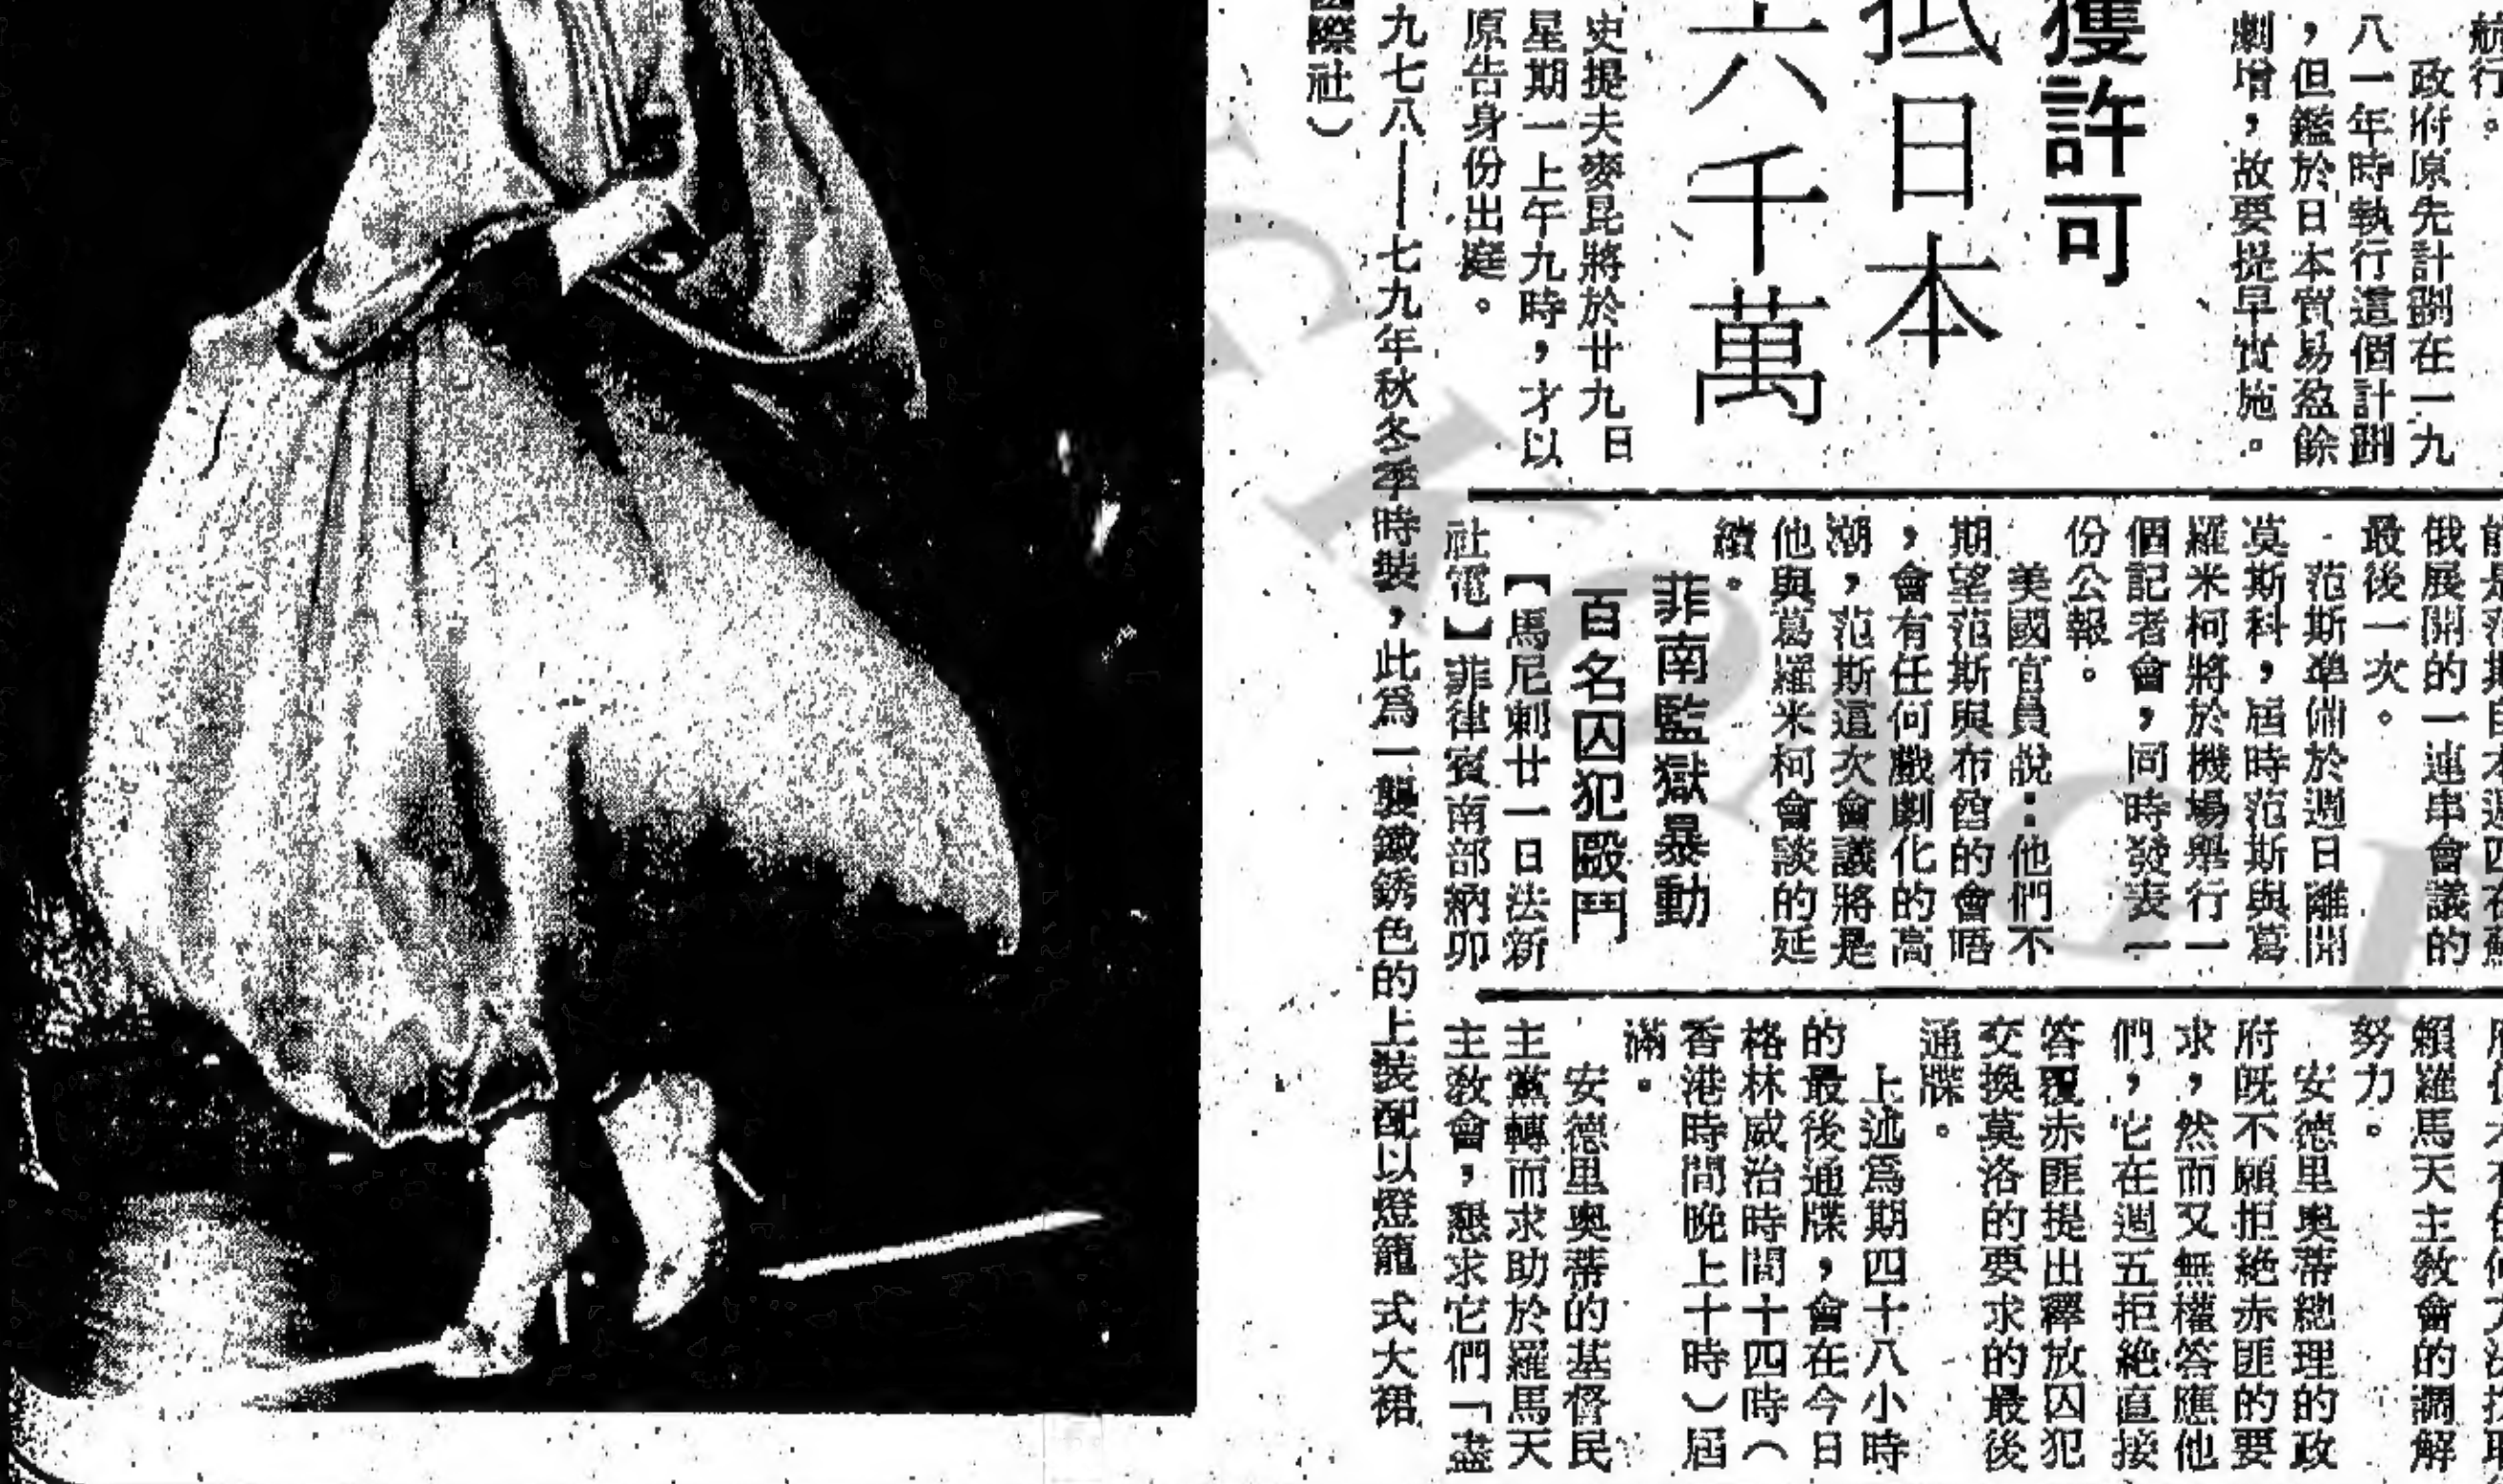 航行。
政府原先計劃在一九
八一年時執行這個計劃
，但鑑於日本貿易盈餘
劇增，故要提早實施。
獲許可
抵日本
六千萬
史提夫麥昆將於廿九日
星期一上午九時，才以
原告身份出庭。
俄展開的一連串會議的
最後一次。
范斯準備於週日離開
莫斯科，屆時范斯與葛
羅米柯將於機場舉行一
個記者會，同時發表一
份公報。
美國官員說：他們不
期望范斯與布酋的會晤
，會有任何戲劇化的高
潮，范斯這次會議將是
他與葛羅米柯會談的延
續。
菲南監獄暴動
百名囚犯毆鬥
【馬尼剌廿一日法新
社電】菲律賓南部納卯
賴羅馬天主教會的調解
努力。
安德里奧蒂總理的政
府既不願拒絕赤匪的要
求，然而又無權答應他
們，它在週五拒絶直接
答覆赤匪提出釋放囚犯
交換莫洛的要求的最後
通牒。
上述爲期四十八小時
的最後通牒，會在今日
格林威治時間十四時（
香港時間晚上十時）屆
滿。
安德里奧蒂的基督民
主黨轉而求助於羅馬天
主教會，懇求它們「盡
九七八——七九年秋冬季時裝，此爲一襲鐵銹色的上裝配以燈籠式大裙
際社）